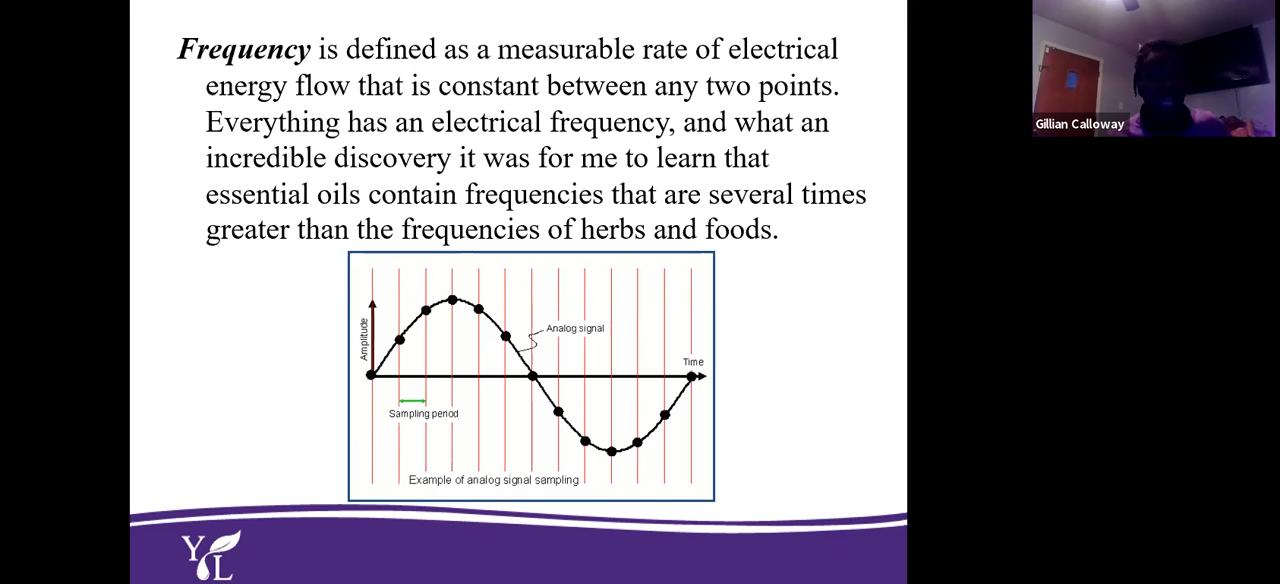 Frequency is defined as a measurable rate of electrical
energy flow that is constant between any two points.
Everything has an electrical frequency, and what an
incredible discovery it was for me to learn that
essential oils contain frequencies that are several times
greater than the frequencies of herbs and foods.
Amplitude
Analog signal
Time
Sampling period
Example of analog signal sampling
YL
Gillian Calloway